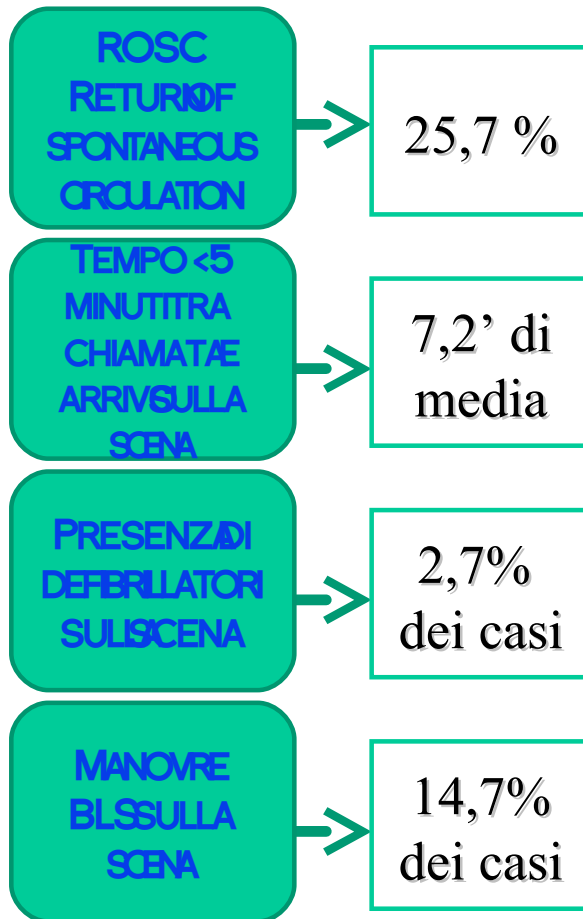 ROSC
RETURN OF
SPONTANEOUS
CIRCULATION
25,7 %
TEMPO <5
MINUTI TRA
CHIAMATA E
ARRIVO SULLA
SCENA
7,2’ di
media
PRESENZA DI
DEFIBRILLATORI
SULLA SCENA
2,7%
dei casi
MANOVRE
BLS SULLA
SCENA
14,7%
dei casi